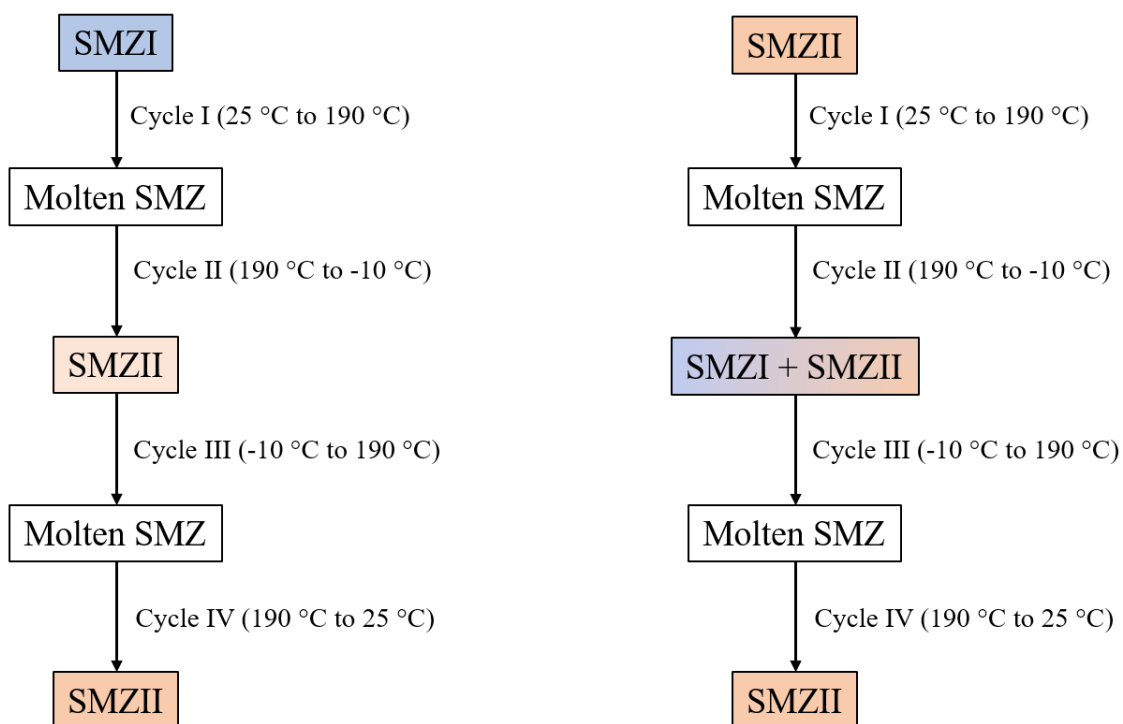 SMZI
Cycle I (25 °C to 190 °C)
Molten SMZ
Cycle II (190 °C to -10 °C)
SMZII
Cycle III (-10 °C to 190 °C)
Molten SMZ
Cycle IV (190 °C to 25 °C)
SMZII
SMZII
Cycle I (25 °C to 190 °C)
Molten SMZ
Cycle II (190 °C to -10 °C)
SMZI + SMZII
Cycle III (-10 °C to 190 °C)
Molten SMZ
Cycle IV (190 °C to 25 °C)
SMZII